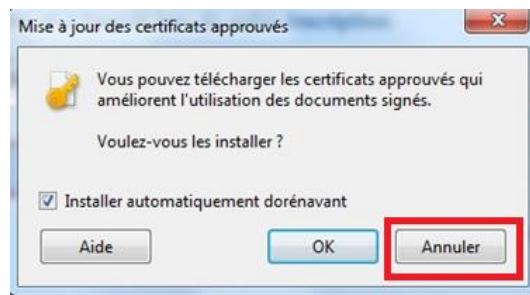 Mise à jour des certificats approuvés
Vous pouvez télécharger les certificats approuvés qui
améliorent l'utilisation des documents signés.
Voulez-vous les installer ?
Installer automatiquement dorénavant
Aide
OK
Annuler